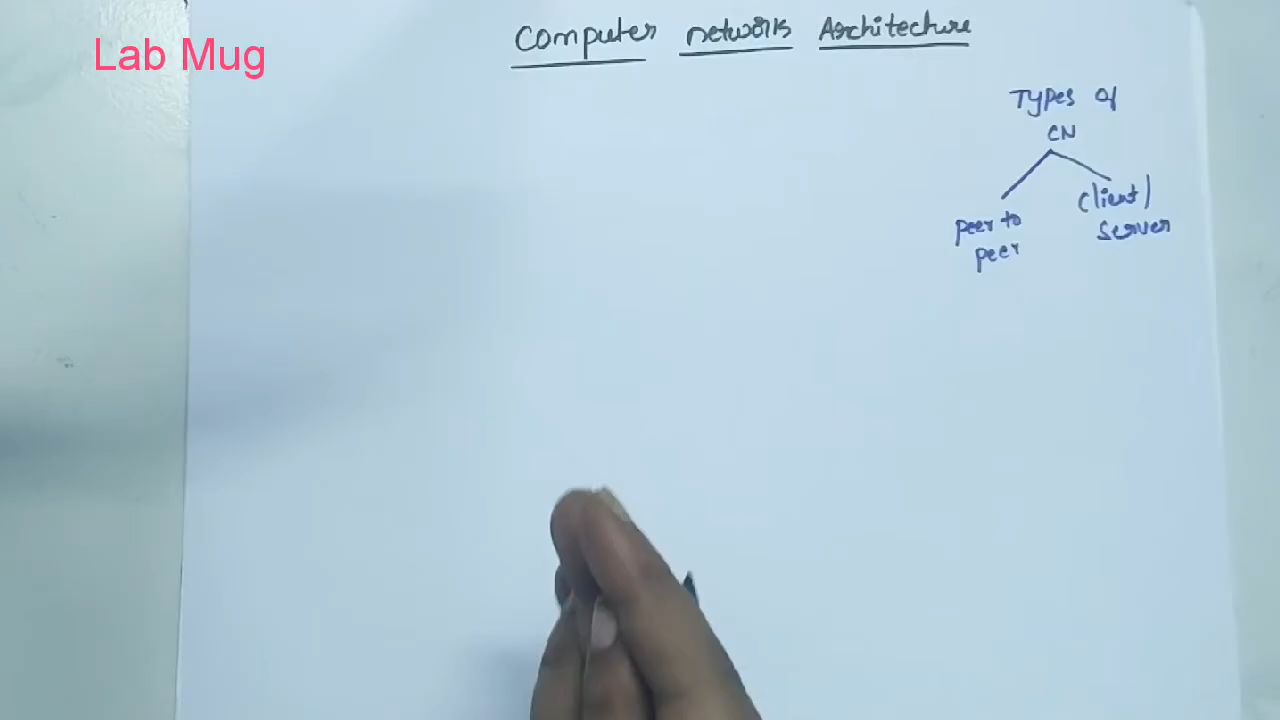 Lab Mug
Computer networks Architecture
Types of
CN
peer to
peer
Client/
Server